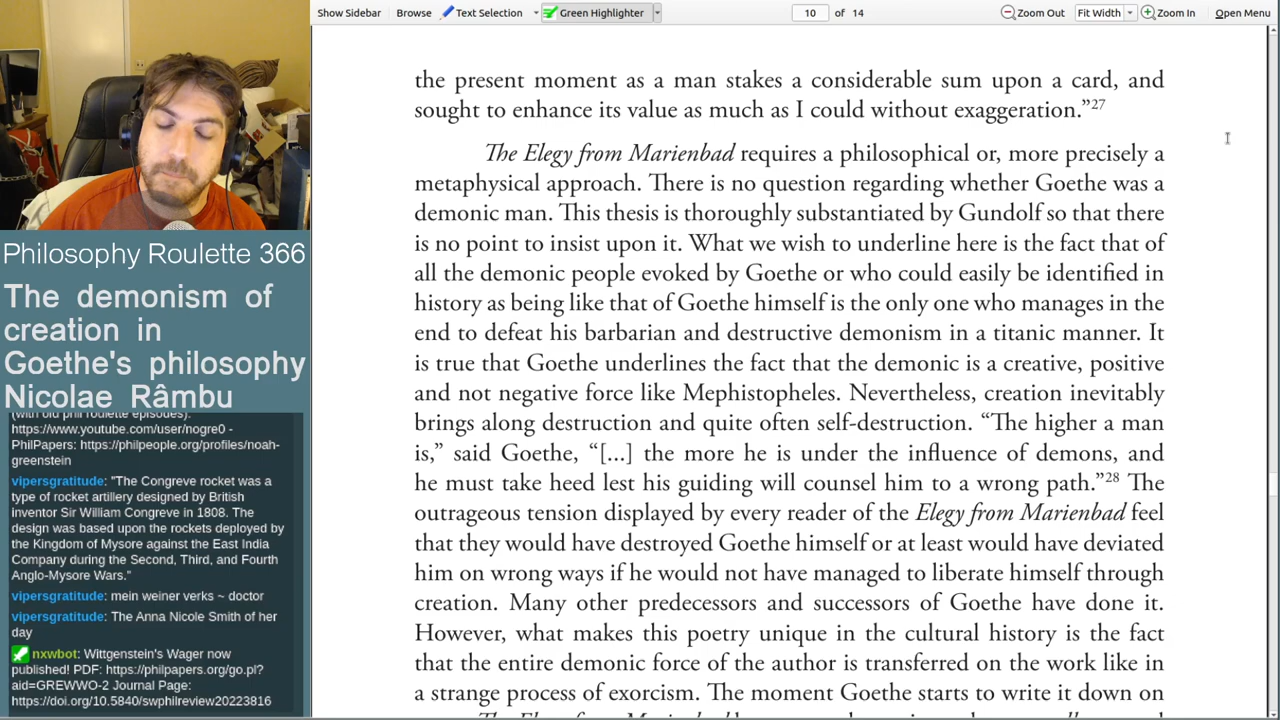 Show Sidebar Browse Text Selection Green Highlighter 10 of 14 Zoom Out Fit Width Zoom In Open Menu
the present moment as a man stakes a considerable sum upon a card, and
sought to enhance its value as much as I could without exaggeration.”27
The Elegy from Marienbad requires a philosophical or, more precisely a
metaphysical approach. There is no question regarding whether Goethe was a
demonic man. This thesis is thoroughly substantiated by Gundolf so that there
is no point to insist upon it. What we wish to underline here is the fact that of
all the demonic people evoked by Goethe or who could easily be identified in
history as being like that of Goethe himself is the only one who manages in the
end to defeat his barbarian and destructive demonism in a titanic manner. It
is true that Goethe underlines the fact that the demonic is a creative, positive
and not negative force like Mephistopheles. Nevertheless, creation inevitably
brings along destruction and quite often self-destruction. “The higher a man
is,” said Goethe, “[...] the more he is under the influence of demons, and
he must take heed lest his guiding will counsel him to a wrong path.”28 The
outrageous tension displayed by every reader of the Elegy from Marienbad feel
that they would have destroyed Goethe himself or at least would have deviated
him on wrong ways if he would not have managed to liberate himself through
creation. Many other predecessors and successors of Goethe have done it.
However, what makes this poetry unique in the cultural history is the fact
that the entire demonic force of the author is transferred on the work like in
a strange process of exorcism. The moment Goethe starts to write it down on
Philosophy Roulette 366
The demonism of
creation in
Goethe's philosophy
Nicolae Râmbu
(with old phil roulette episodes):
https://www.youtube.com/user/nogre0 -
PhilPapers: https://philpeople.org/profiles/noah-
greenstein
vipersgratitude: "The Congreve rocket was a
type of rocket artillery designed by British
inventor Sir William Congreve in 1808. The
design was based upon the rockets deployed by
the Kingdom of Mysore against the East India
Company during the Second, Third, and Fourth
Anglo-Mysore Wars."
vipersgratitude: mein weiner verks ~ doctor
vipersgratitude: The Anna Nicole Smith of her
day
nxwbot: Wittgenstein's Wager now
published! PDF: https://philpapers.org/go.pl?
aid=GREWWO-2 Journal Page:
https://doi.org/10.5840/swphilreview20223816